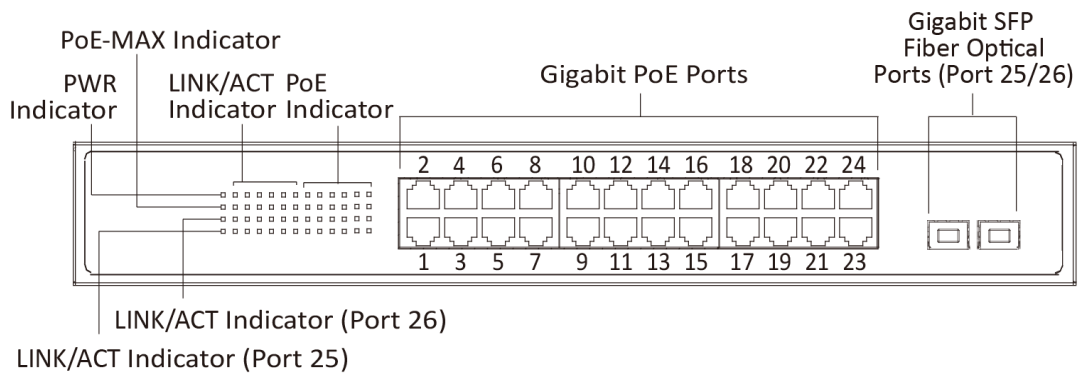 PoE-MAX Indicator
PWR
Indicator
LINK/ACT
Indicator
PoE
Indicator
Gigabit PoE Ports
Gigabit SFP
Fiber Optical
Ports (Port 25/26)
2 4 6 8 10 12 14 16 18 20 22 24
1 3 5 7 9 11 13 15 17 19 21 23
LINK/ACT Indicator (Port 26)
LINK/ACT Indicator (Port 25)